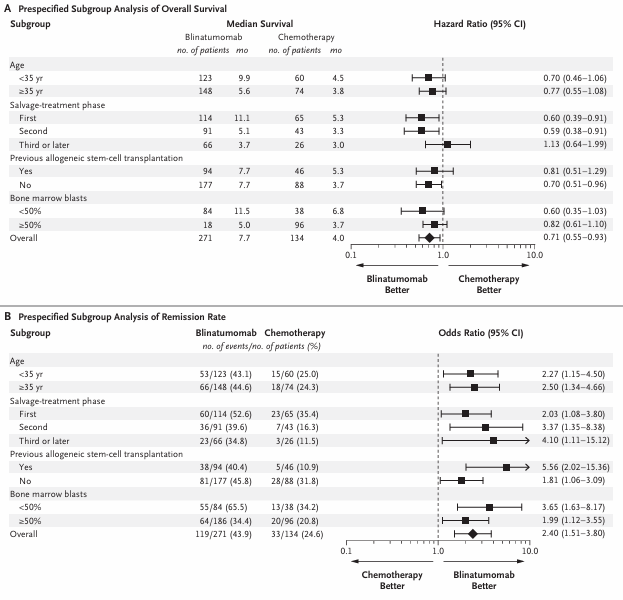 A Prespecified Subgroup Analysis of Overall Survival
Subgroup Median Survival Hazard Ratio (95% CI)
Blinatumomab Chemotherapy
no. of patients mo no. of patients mo
Age
<35 yr 123 9.9 60 4.5 0.70 (0.46–1.06)
≥35 yr 148 5.6 74 3.8 0.77 (0.55–1.08)
Salvage-treatment phase
First 114 11.1 65 5.3 0.60 (0.39–0.91)
Second 91 5.1 43 3.3 0.59 (0.38–0.91)
Third or later 66 3.7 26 3.0 1.13 (0.64–1.99)
Previous allogeneic stem-cell transplantation
Yes 94 7.7 46 5.3 0.81 (0.51–1.29)
No 177 7.7 88 3.7 0.70 (0.51–0.96)
Bone marrow blasts
<50% 84 11.5 38 6.8 0.60 (0.35–1.03)
≥50% 18 5.0 96 3.7 0.82 (0.61–1.10)
Overall 271 7.7 134 4.0 0.71 (0.55–0.93)
0.1 1.0 10.0
Blinatumomab Better Chemotherapy Better
B Prespecified Subgroup Analysis of Remission Rate
Subgroup Blinatumomab Chemotherapy Odds Ratio (95% CI)
no. of events/no. of patients (%)
Age
<35 yr 53/123 (43.1) 15/60 (25.0) 2.27 (1.15–4.50)
≥35 yr 66/148 (44.6) 18/74 (24.3) 2.50 (1.34–4.66)
Salvage-treatment phase
First 60/114 (52.6) 23/65 (35.4) 2.03 (1.08–3.80)
Second 36/91 (39.6) 7/43 (16.3) 3.37 (1.35–8.38)
Third or later 23/66 (34.8) 3/26 (11.5) 4.10 (1.11–15.12)
Previous allogeneic stem-cell transplantation
Yes 38/94 (40.4) 5/46 (10.9) 5.56 (2.02–15.36)
No 81/177 (45.8) 28/88 (31.8) 1.81 (1.06–3.09)
Bone marrow blasts
<50% 55/84 (65.5) 13/38 (34.2) 3.65 (1.63–8.17)
≥50% 64/186 (34.4) 20/96 (20.8) 1.99 (1.12–3.55)
Overall 119/271 (43.9) 33/134 (24.6) 2.40 (1.51–3.80)
0.1 1.0 10.0
Chemotherapy Better Blinatumomab Better